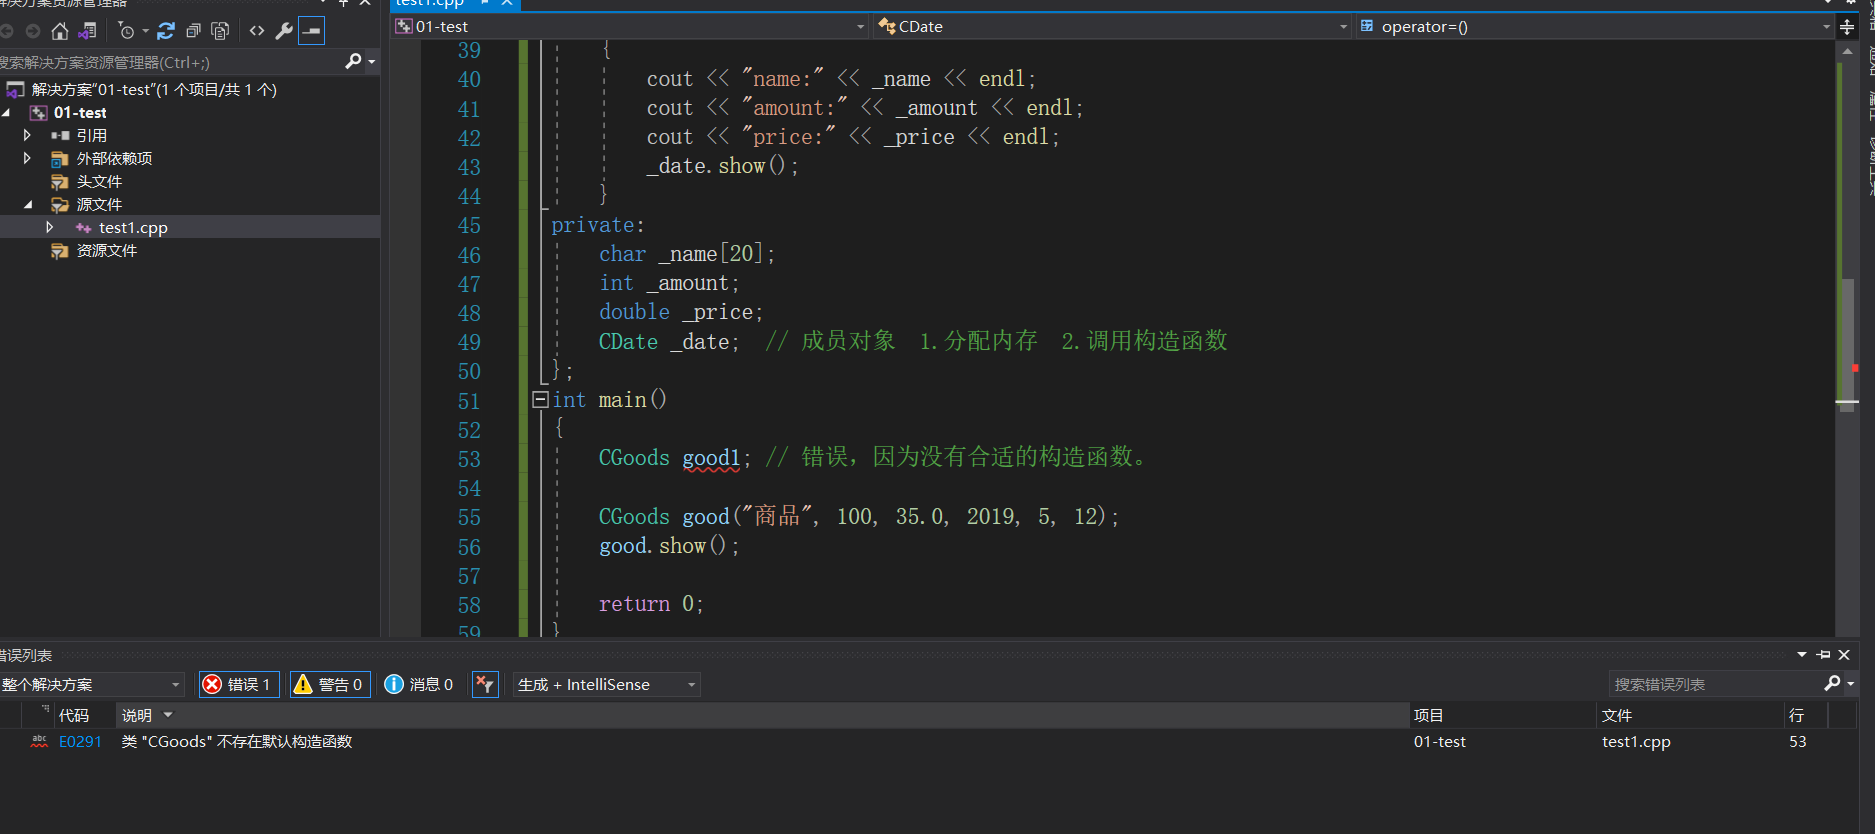 解决方案资源管理器
test1.cpp
01-test
CDate
operator=()
搜索解决方案资源管理器(Ctrl+;)
解决方案"01-test"(1 个项目/共 1 个)
01-test
引用
外部依赖项
头文件
源文件
test1.cpp
资源文件
39 {
40 cout << "name:" << _name << endl;
41 cout << "amount:" << _amount << endl;
42 cout << "price:" << _price << endl;
43 _date.show();
44 }
45 private:
46 char _name[20];
47 int _amount;
48 double _price;
49 CDate _date; // 成员对象 1.分配内存 2.调用构造函数
50 };
51 int main()
52 {
53 CGoods good1; // 错误，因为没有合适的构造函数。
54
55 CGoods good("商品", 100, 35.0, 2019, 5, 12);
56 good.show();
57
58 return 0;
59 }
错误列表
整个解决方案
错误 1
警告 0
消息 0
生成 + IntelliSense
搜索错误列表
代码 说明 项目 文件 行
abc E0291 类 "CGoods" 不存在默认构造函数 01-test test1.cpp 53